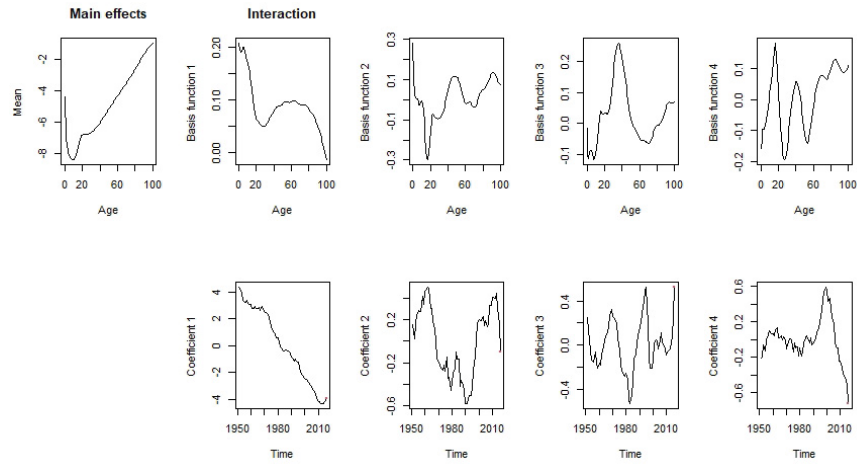 Main effects
Interaction
Mean
-8 -6 -4 -2
0 20 60 100
Age
Basis function 1
0.00 0.10 0.20
0 20 60 100
Age
Basis function 2
-0.3 -0.1 0.1 0.3
0 20 60 100
Age
Basis function 3
-0.1 0.0 0.1 0.2
0 20 60 100
Age
Basis function 4
-0.2 -0.1 0.0 0.1
0 20 60 100
Age
Coefficient 1
-4 -2 0 2 4
1950 1980 2010
Time
Coefficient 2
-0.6 -0.2 0.2
1950 1980 2010
Time
Coefficient 3
-0.4 0.0 0.4
1950 1980 2010
Time
Coefficient 4
-0.6 -0.2 0.2 0.6
1950 1980 2010
Time